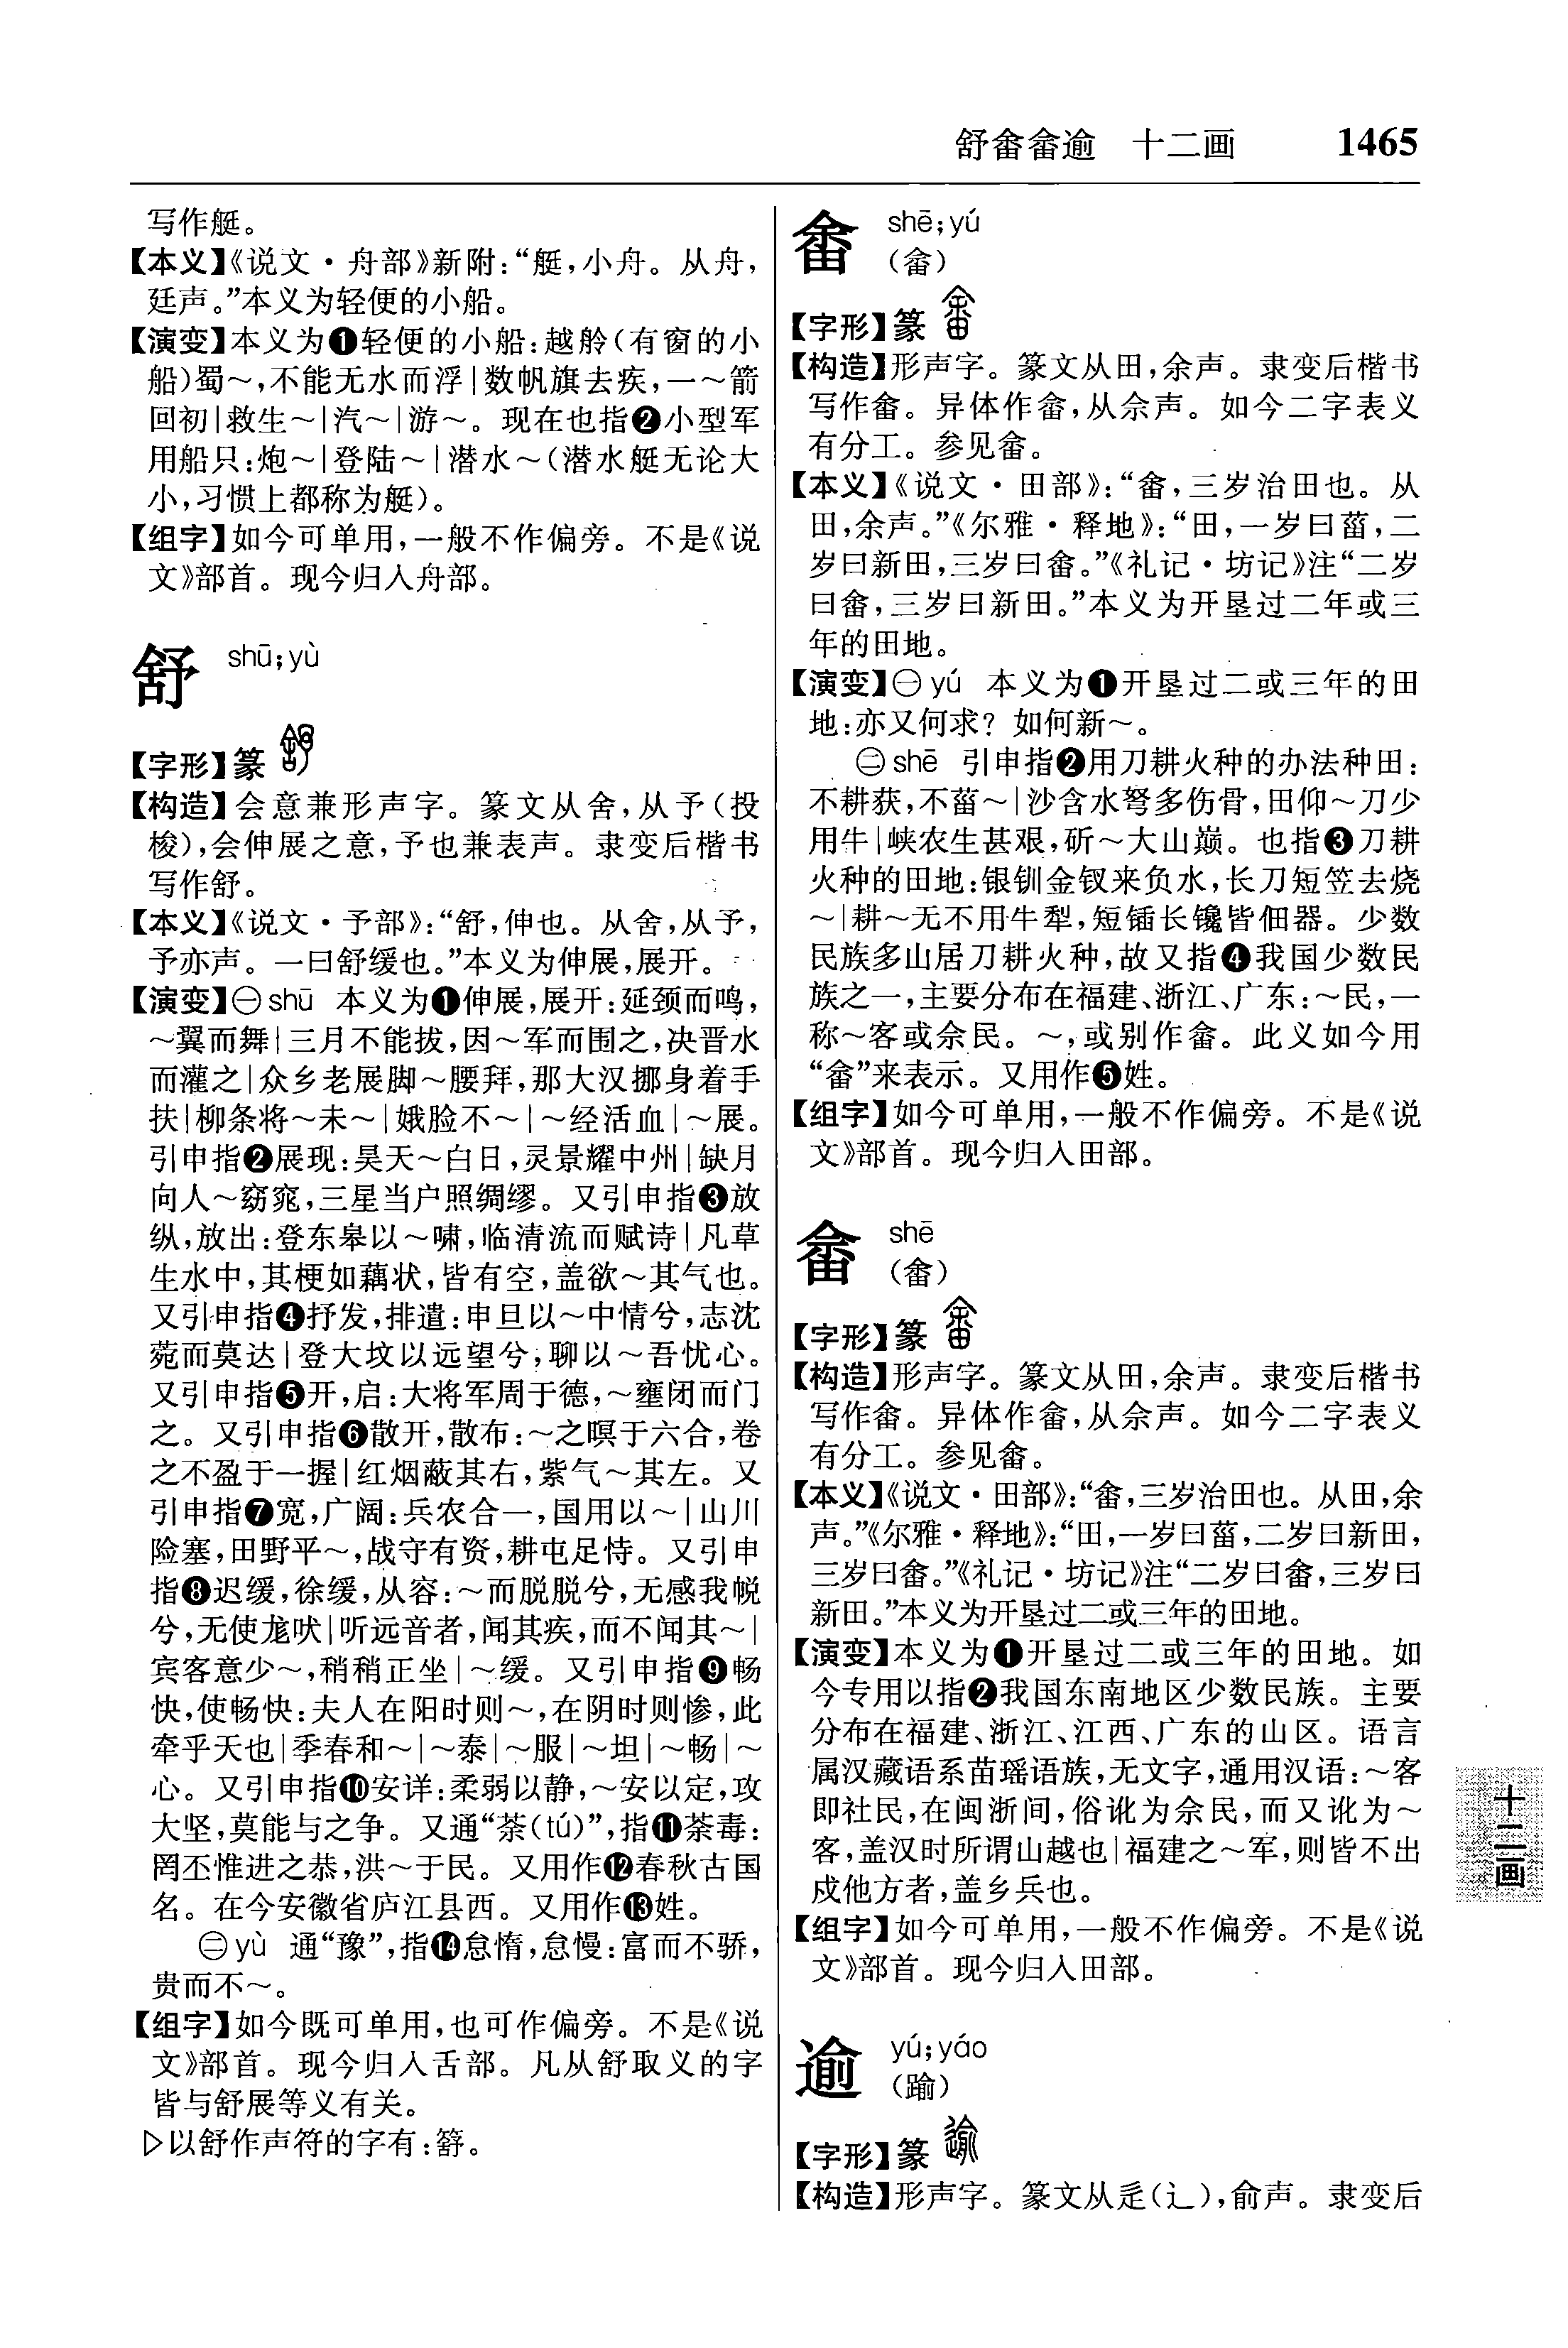 舒畬畲逾 十二画 1465
写作艇。
【本义】《说文·舟部》新附:“艇,小舟。从舟,
廷声。”本义为轻便的小船。
【演变】本义为❶轻便的小船:越舲(有窗的小
船)蜀～,不能无水而浮|数帆旗去疾,一～箭
回初|救生～|汽～|游～。现在也指❷小型军
用船只:炮～|登陆～|潜水～(潜水艇无论大
小,习惯上都称为艇)。
【组字】如今可单用,一般不作偏旁。不是《说
文》部首。现今归入舟部。
舒 shū;yù
【字形】篆
【构造】会意兼形声字。篆文从舍,从予(投
梭),会伸展之意,予也兼表声。隶变后楷书
写作舒。
【本义】《说文·予部》:“舒,伸也。从舍,从予,
予亦声。一曰舒缓也。”本义为伸展,展开。
【演变】㊀shū 本义为❶伸展,展开:延颈而鸣,
～翼而舞|三月不能拔,因～军而围之,决晋水
而灌之|众乡老展脚～腰拜,那大汉挪身着手
扶|柳条将～未～|娥脸不～|～经活血|～展。
引申指❷展现:昊天～白日,灵景耀中州|缺月
向人～窈窕,三星当户照绸缪。又引申指❸放
纵,放出:登东皋以～啸,临清流而赋诗|凡草
生水中,其梗如藕状,皆有空,盖欲～其气也。
又引申指❹抒发,排遣:申旦以～中情兮,志沈
菀而莫达|登大坟以远望兮,聊以～吾忧心。
又引申指❺开,启:大将军周于德,～壅闭而门
之。又引申指❻散开,散布:～之暝于六合,卷
之不盈于一握|红烟蔽其右,紫气～其左。又
引申指❼宽,广阔:兵农合一,国用以～|山川
险塞,田野平～,战守有资,耕屯足恃。又引申
指❽迟缓,徐缓,从容:～而脱脱兮,无感我帨
兮,无使尨吠|听远音者,闻其疾,而不闻其～|
宾客意少～,稍稍正坐|～缓。又引申指❾畅
快,使畅快:夫人在阳时则～,在阴时则惨,此
牵乎天也|季春和～|～泰|～服|～坦|～畅|～
心。又引申指❿安详:柔弱以静,～安以定,攻
大坚,莫能与之争。又通“荼(tú)”,指⓫荼毒:
罔丕惟进之恭,洪～于民。又用作⓬春秋古国
名。在今安徽省庐江县西。又用作⓭姓。
㊁yù 通“豫”,指⓮怠惰,怠慢:富而不骄,
贵而不～。
【组字】如今既可单用,也可作偏旁。不是《说
文》部首。现今归入舌部。凡从舒取义的字
皆与舒展等义有关。
▷以舒作声符的字有:䇬。
畬 shē;yú
(畲)
【字形】篆
【构造】形声字。篆文从田,余声。隶变后楷书
写作畬。异体作畲,从佘声。如今二字表义
有分工。参见畲。
【本义】《说文·田部》:“畬,三岁治田也。从
田,余声。”《尔雅·释地》:“田,一岁曰菑,二
岁曰新田,三岁曰畬。”《礼记·坊记》注“二岁
曰畬,三岁曰新田。”本义为开垦过二年或三
年的田地。
【演变】㊀yú 本义为❶开垦过二或三年的田
地:亦又何求? 如何新～。
㊁shē 引申指❷用刀耕火种的办法种田:
不耕获,不菑～|沙含水弩多伤骨,田仰～刀少
用牛|峡农生甚艰,斫～大山巅。也指❸刀耕
火种的田地:银钏金钗来负水,长刀短笠去烧
～|耕～无不用牛犁,短锸长镵皆佃器。少数
民族多山居刀耕火种,故又指❹我国少数民
族之一,主要分布在福建、浙江、广东:～民,一
称～客或佘民。～,或别作畲。此义如今用
“畲”来表示。又用作❺姓。
【组字】如今可单用,一般不作偏旁。不是《说
文》部首。现今归入田部。
畲 shē
(畬)
【字形】篆
【构造】形声字。篆文从田,余声。隶变后楷书
写作畬。异体作畲,从佘声。如今二字表义
有分工。参见畬。
【本义】《说文·田部》:“畬,三岁治田也。从田,余
声。”《尔雅·释地》:“田,一岁曰菑,二岁曰新田,
三岁曰畬。”《礼记·坊记》注“二岁曰畬,三岁曰
新田。”本义为开垦过二或三年的田地。
【演变】本义为❶开垦过二或三年的田地。如
今专用以指❷我国东南地区少数民族。主要
分布在福建、浙江、江西、广东的山区。语言
属汉藏语系苗瑶语族,无文字,通用汉语:～客
即社民,在闽浙间,俗讹为佘民,而又讹为～
客,盖汉时所谓山越也|福建之～军,则皆不出
戍他方者,盖乡兵也。
【组字】如今可单用,一般不作偏旁。不是《说
文》部首。现今归入田部。
逾 yú;yáo
(踰)
【字形】篆
【构造】形声字。篆文从辵(辶),俞声。隶变后
十二画